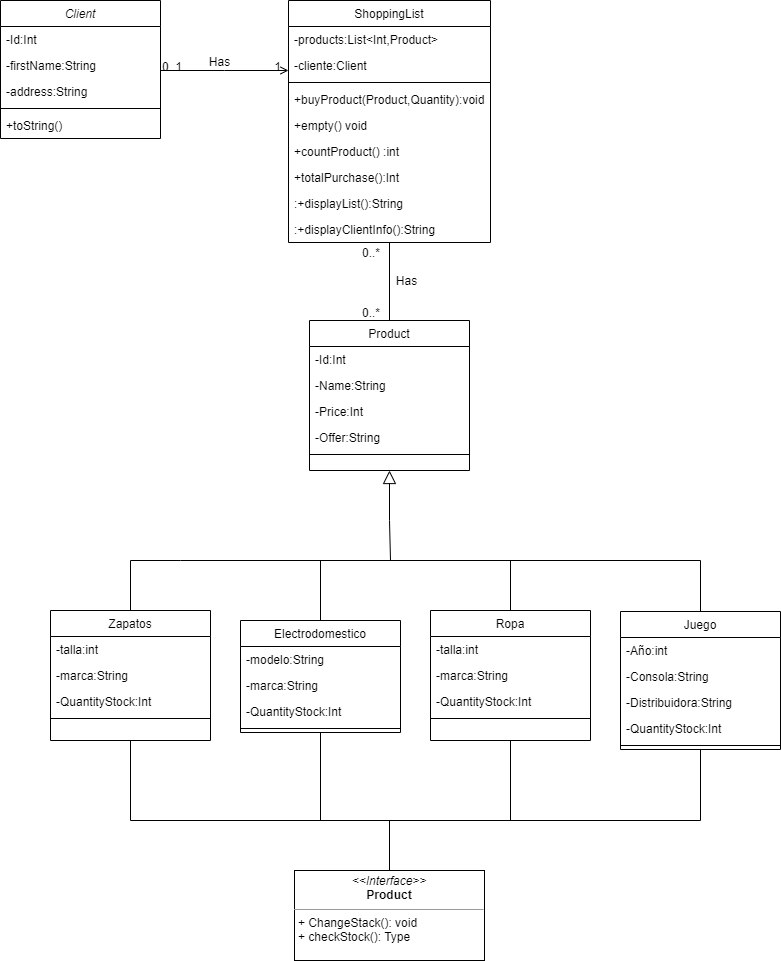 Client
-Id:Int
-firstName:String
-address:String
+toString()
0 1
Has
1
ShoppingList
-products:List<Int,Product>
-cliente:Client
+buyProduct(Product,Quantity):void
+empty() void
+countProduct() :int
+totalPurchase():Int
:+displayList():String
:+displayClientInfo():String
0..*
Has
0..*
Product
-Id:Int
-Name:String
-Price:Int
-Offer:String
Zapatos
-talla:int
-marca:String
-QuantityStock:Int
Electrodomestico
-modelo:String
-marca:String
-QuantityStock:Int
Ropa
-talla:int
-marca:String
-QuantityStock:Int
Juego
-Año:int
-Consola:String
-Distribuidora:String
-QuantityStock:Int
<<Interface>>
Product
+ ChangeStack(): void
+ checkStock(): Type